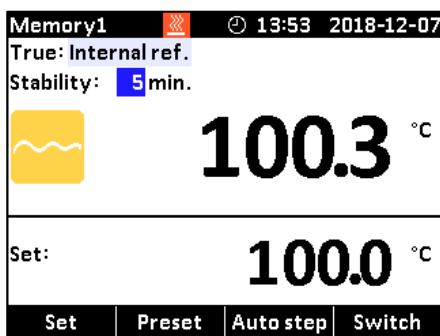 Memory1 13:53 2018-12-07
True: Internal ref.
Stability: 5 min.
100.3 °C
Set: 100.0 °C
Set Preset Auto step Switch